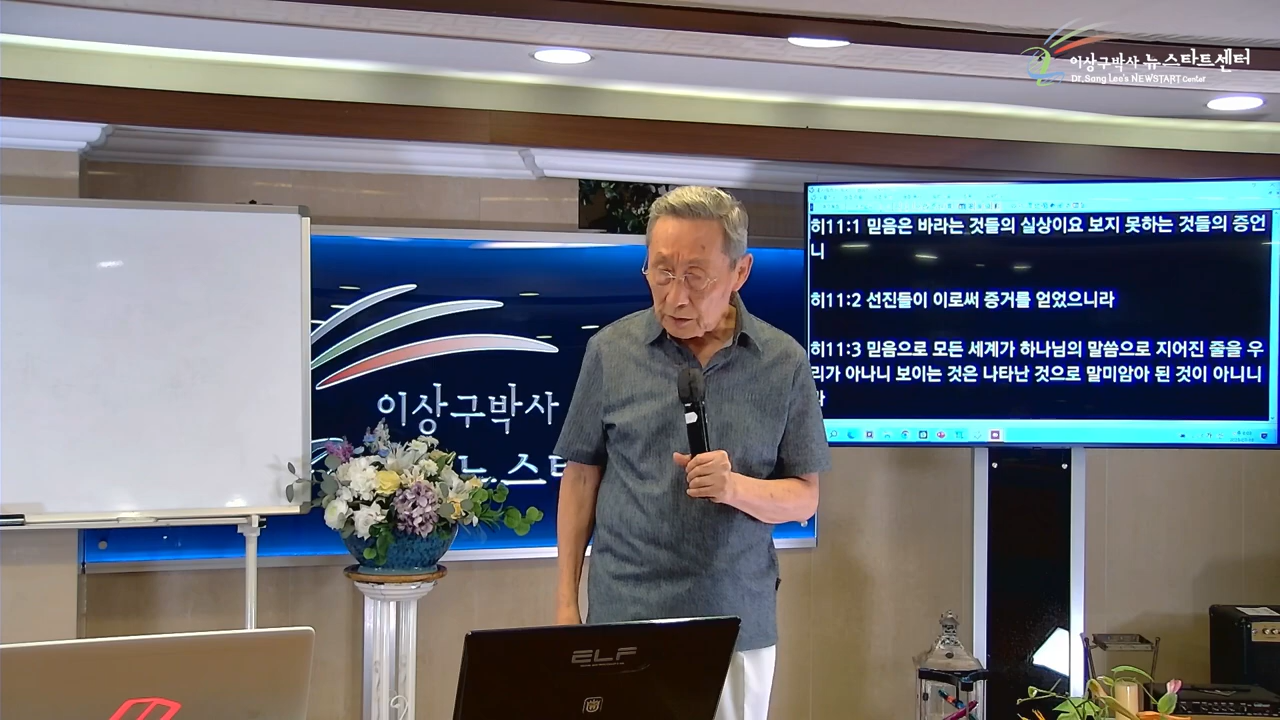 이상구박사 뉴스타트센터
Dr. Sang Lee's NEWSTART Center
히11:1 믿음은 바라는 것들의 실상이요 보지 못하는 것들의 증언
니
히11:2 선진들이 이로써 증거를 얻었으니라
히11:3 믿음으로 모든 세계가 하나님의 말씀으로 지어진 줄을 우
리가 아나니 보이는 것은 나타난 것으로 말미암아 된 것이 아니니
라
이상구박사
뉴스타
ELF